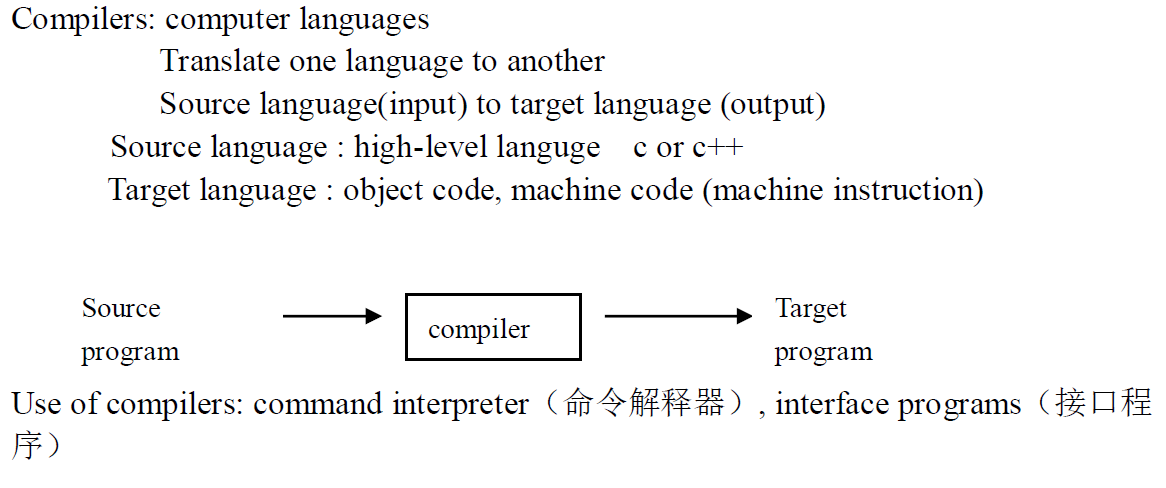 Compilers: computer languages
Translate one language to another
Source language(input) to target language (output)
Source language : high-level languge c or c++
Target language : object code, machine code (machine instruction)
Source program
compiler
Target program
Use of compilers: command interpreter（命令解释器）, interface programs（接口程
序）